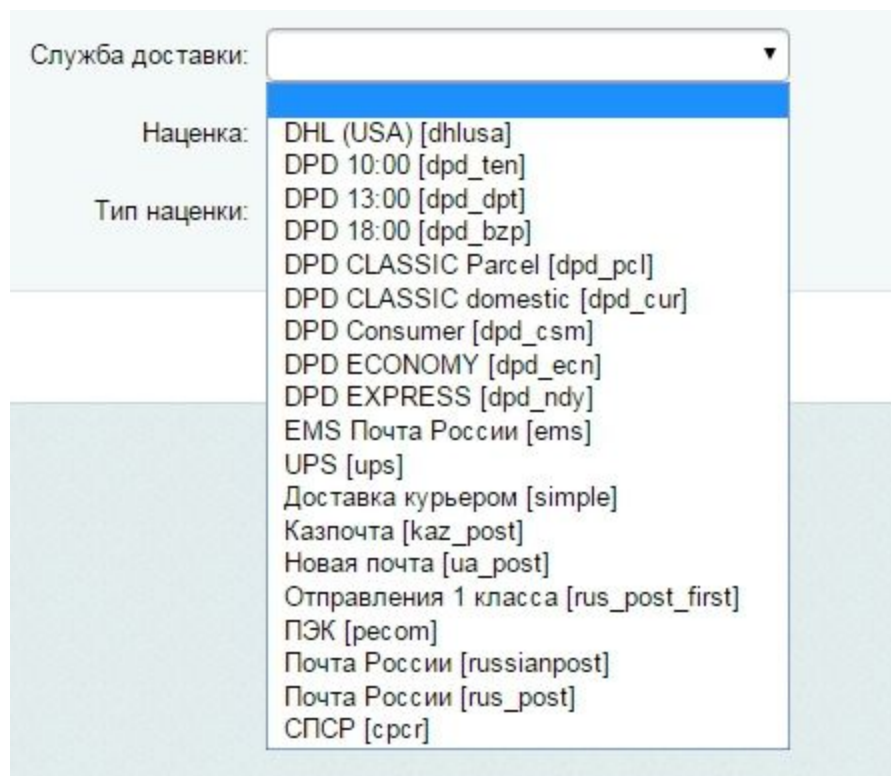 Служба доставки:
Наценка:
Тип наценки:
DHL (USA) [dhlusa]
DPD 10:00 [dpd_ten]
DPD 13:00 [dpd_dpt]
DPD 18:00 [dpd_bzp]
DPD CLASSIC Parcel [dpd_pcl]
DPD CLASSIC domestic [dpd_cur]
DPD Consumer [dpd_csm]
DPD ECONOMY [dpd_ecn]
DPD EXPRESS [dpd_ndy]
EMS Почта России [ems]
UPS [ups]
Доставка курьером [simple]
Казпочта [kaz_post]
Новая почта [ua_post]
Отправления 1 класса [rus_post_first]
ПЭК [pecom]
Почта России [russianpost]
Почта России [rus_post]
СПСР [cpcr]